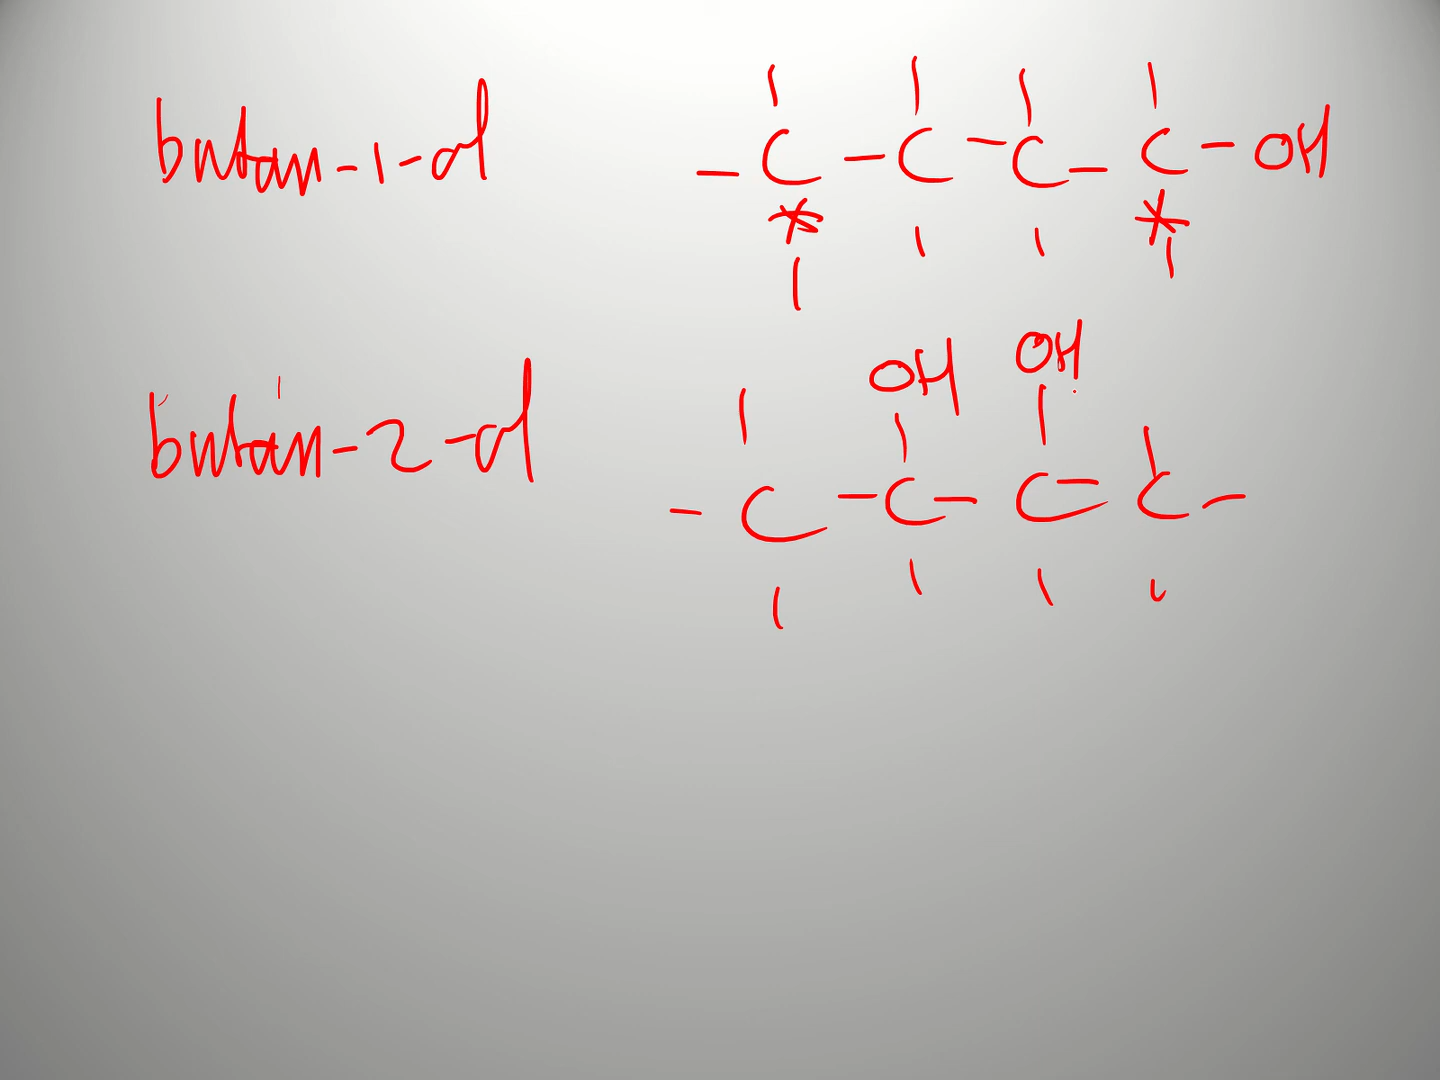 butan-1-ol
- C - C - C - C - OH
* *
OH OH
butan-2-ol
- C - C - C - C -